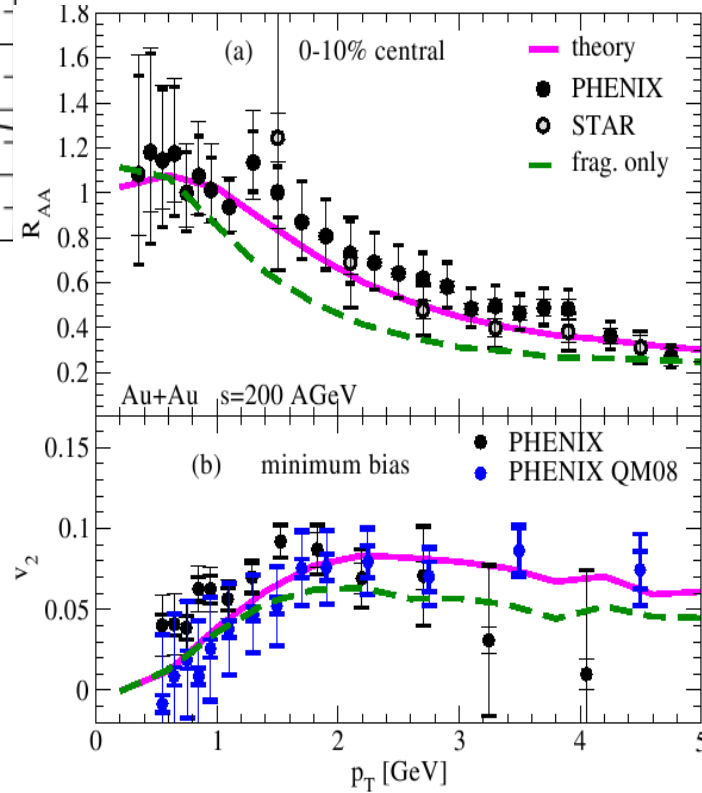 1.8
1.6
1.4
1.2
1
0.8
0.6
0.4
0.2
R_AA
(a) 0-10% central
theory
PHENIX
STAR
frag. only
Au+Au s=200 AGeV
0.15
0.1
0.05
0
v_2
(b) minimum bias
PHENIX
PHENIX QM08
0 1 2 3 4 5
p_T [GeV]